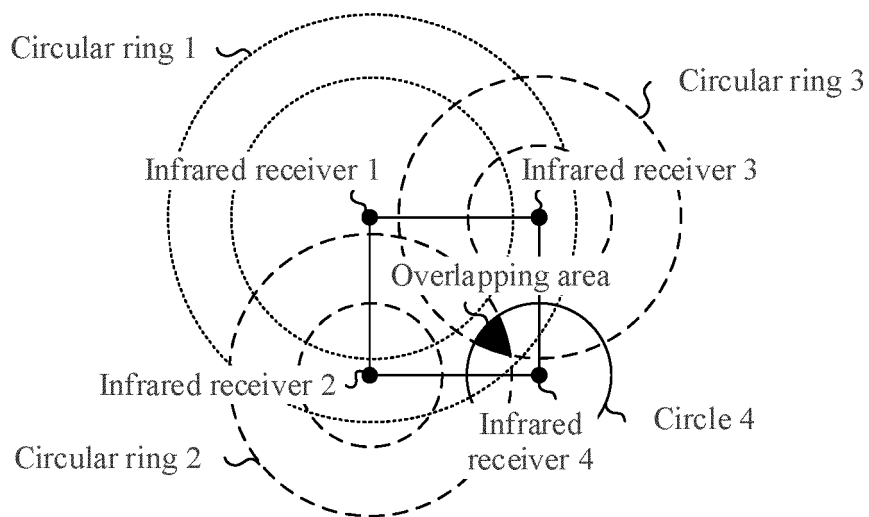 Circular ring 1
Circular ring 3
Infrared receiver 1
Infrared receiver 3
Overlapping area
Infrared receiver 2
Infrared
receiver 4
Circle 4
Circular ring 2